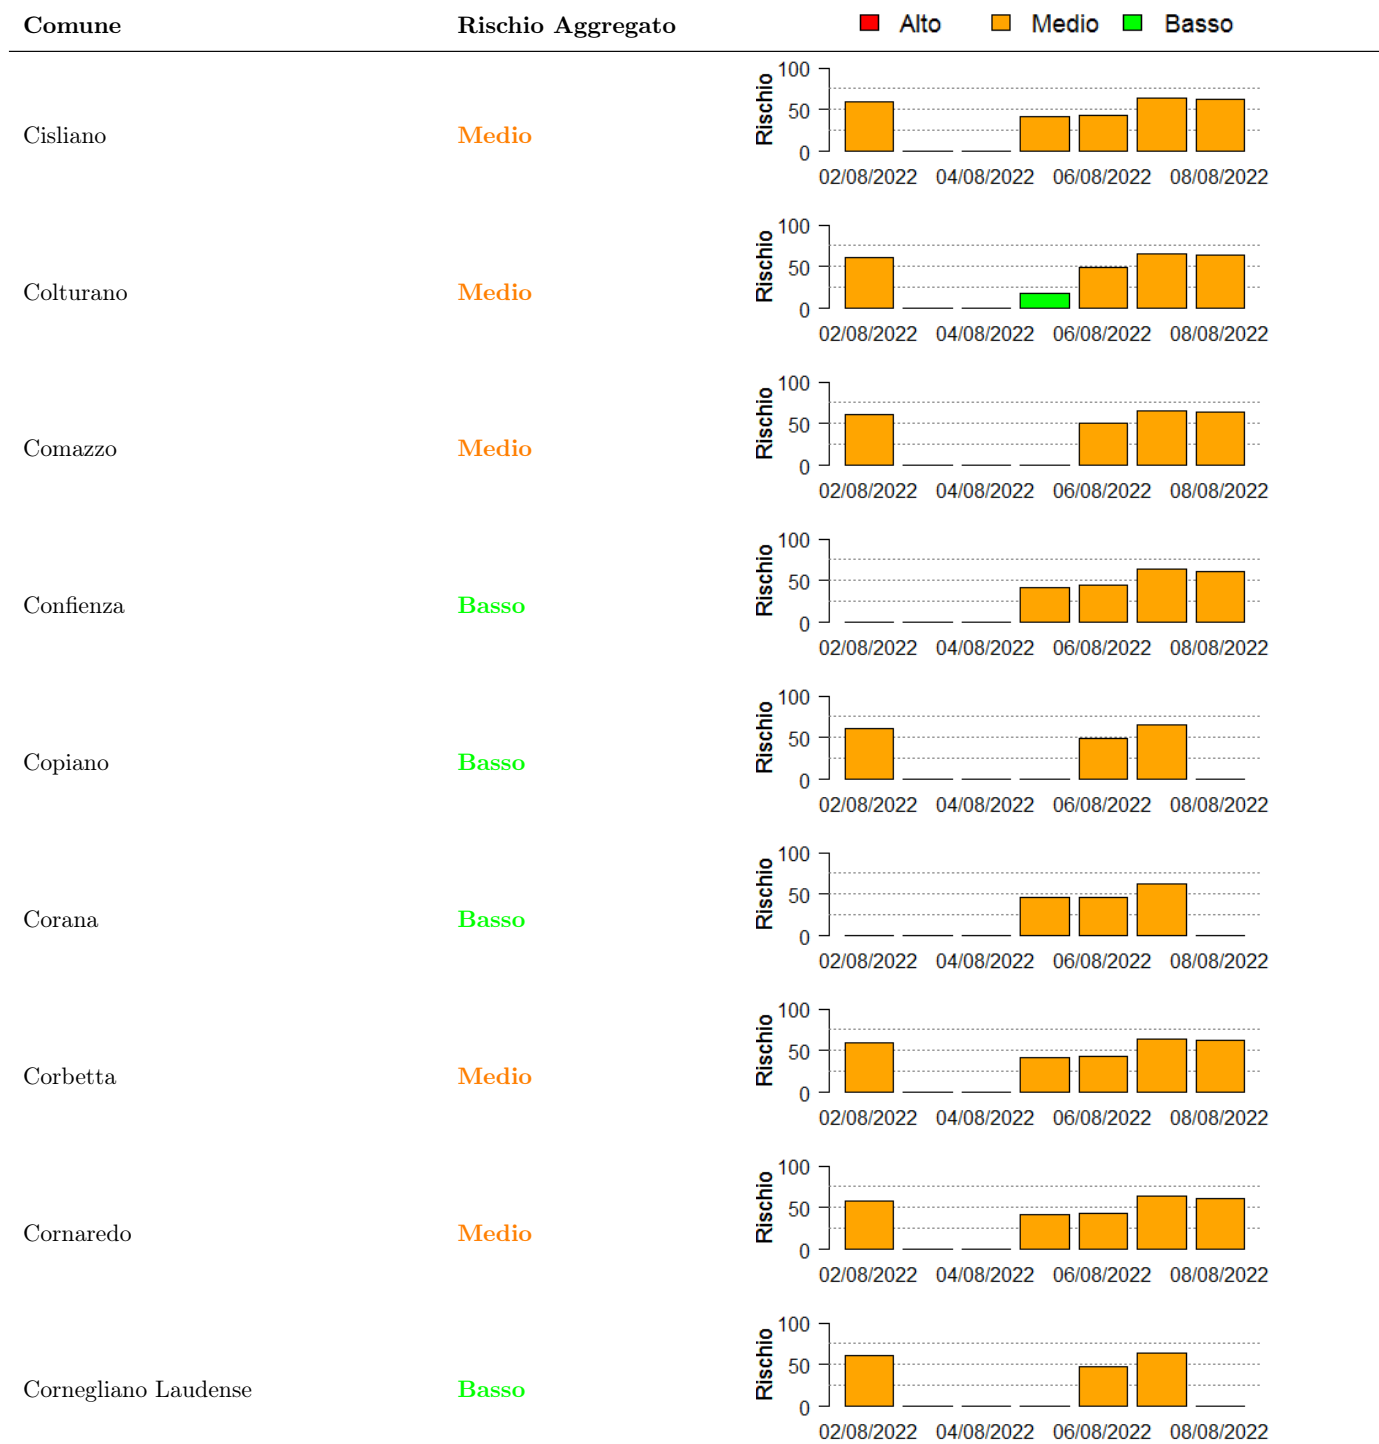 Comune Rischio Aggregato Alto Medio Basso
Cisliano Medio
Rischio
100
50
0
02/08/2022 04/08/2022 06/08/2022 08/08/2022
Colturano Medio
Rischio
100
50
0
02/08/2022 04/08/2022 06/08/2022 08/08/2022
Comazzo Medio
Rischio
100
50
0
02/08/2022 04/08/2022 06/08/2022 08/08/2022
Confienza Basso
Rischio
100
50
0
02/08/2022 04/08/2022 06/08/2022 08/08/2022
Copiano Basso
Rischio
100
50
0
02/08/2022 04/08/2022 06/08/2022 08/08/2022
Corana Basso
Rischio
100
50
0
02/08/2022 04/08/2022 06/08/2022 08/08/2022
Corbetta Medio
Rischio
100
50
0
02/08/2022 04/08/2022 06/08/2022 08/08/2022
Cornaredo Medio
Rischio
100
50
0
02/08/2022 04/08/2022 06/08/2022 08/08/2022
Cornegliano Laudense Basso
Rischio
100
50
0
02/08/2022 04/08/2022 06/08/2022 08/08/2022